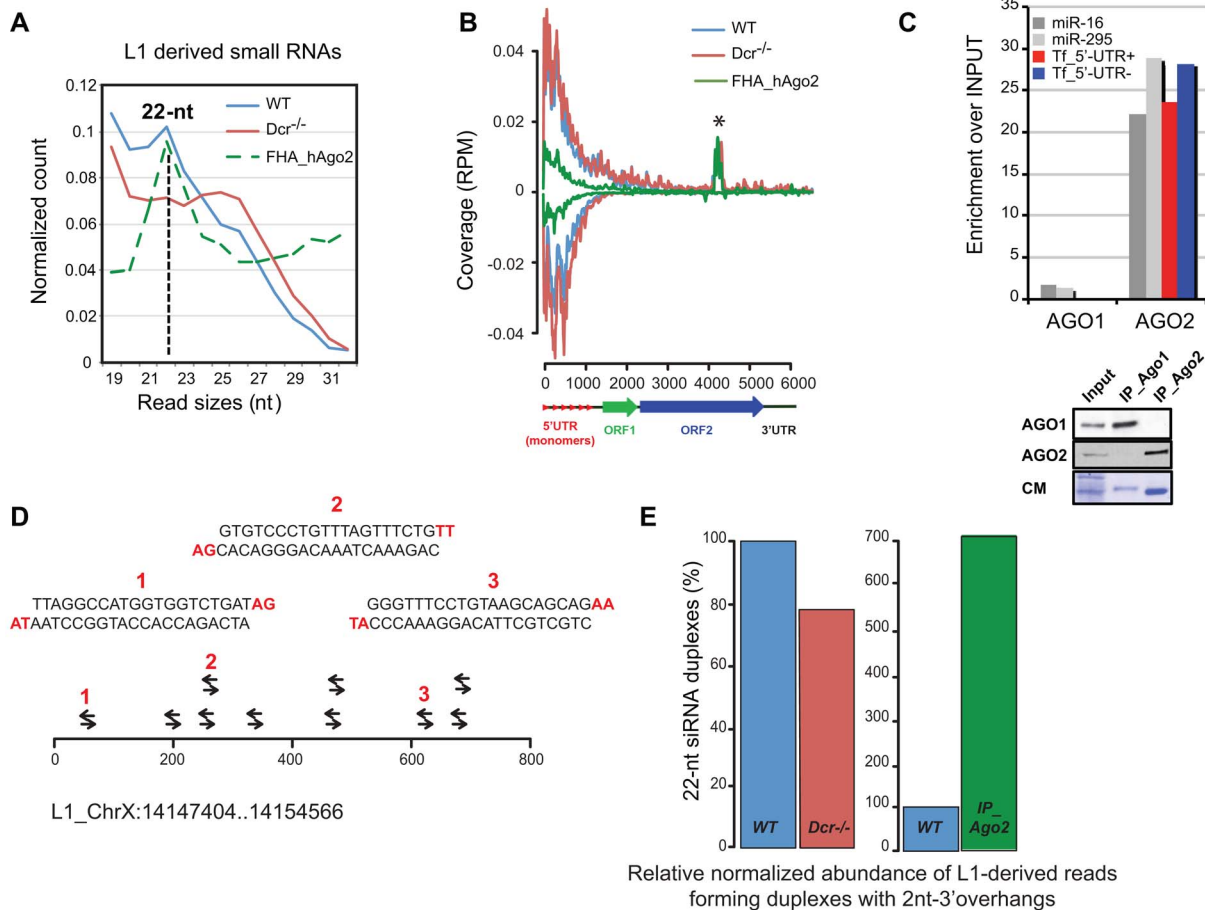 A
L1 derived small RNAs
0.12
0.1
0.08
0.06
0.04
0.02
0
Normalized count
22-nt
WT
Dcr-/-
FHA_hAgo2
19 21 23 25 27 29 31
Read sizes (nt)
B
0.04
0.02
0
-0.02
-0.04
Coverage (RPM)
WT
Dcr-/-
FHA_hAgo2
*
0 1000 2000 3000 4000 5000 6000
5'UTR
(monomers)
ORF1
ORF2
3'UTR
C
miR-16
miR-295
Tf_5'-UTR+
Tf_5'-UTR-
35
30
25
20
15
10
5
0
Enrichment over INPUT
AGO1 AGO2
Input IP_Ago1 IP_Ago2
AGO1
AGO2
CM
D
2
GTGTCCCTGTTTAGTTTCTGTT
AGCACAGGGACAAATCAAAGAC
1
TTAGGCCATGGTGGTCTGATAG
ATAATCCGGTACCACCAGACTA
3
GGGTTTCCTGTAAGCAGCAGAA
TACCCAAAGGACATTCGTCGTC
2
1
3
0 200 400 600 800
L1_ChrX:14147404..14154566
E
100
80
60
40
20
0
22-nt siRNA duplexes (%)
WT
Dcr-/-
700
600
500
400
300
200
100
0
WT
IP_
Ago2
Relative normalized abundance of L1-derived reads
forming duplexes with 2nt-3'overhangs